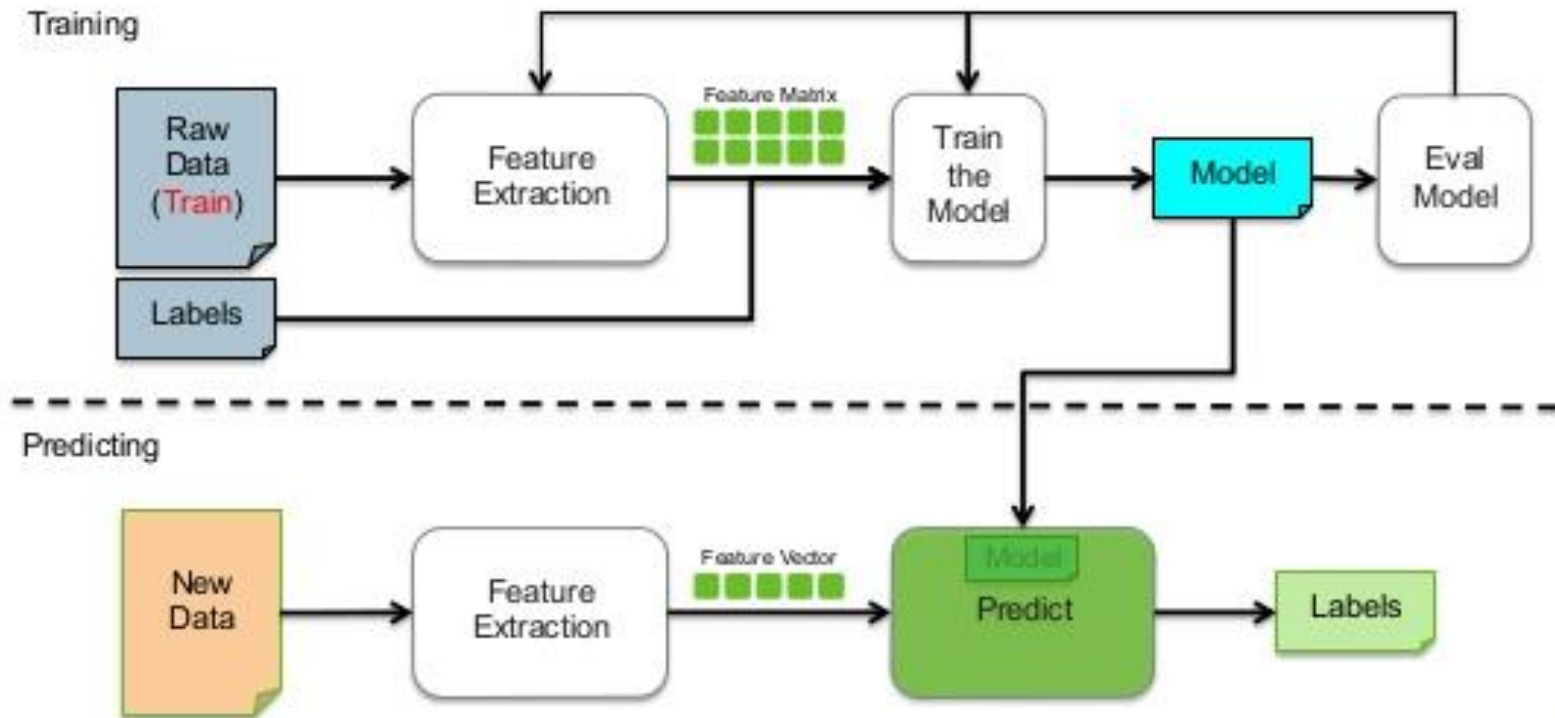 Training
Raw
Data
(Train)
Feature
Extraction
Feature Matrix
Train
the
Model
Model
Eval
Model
Labels
Predicting
New
Data
Feature
Extraction
Feature Vector
Model
Predict
Labels